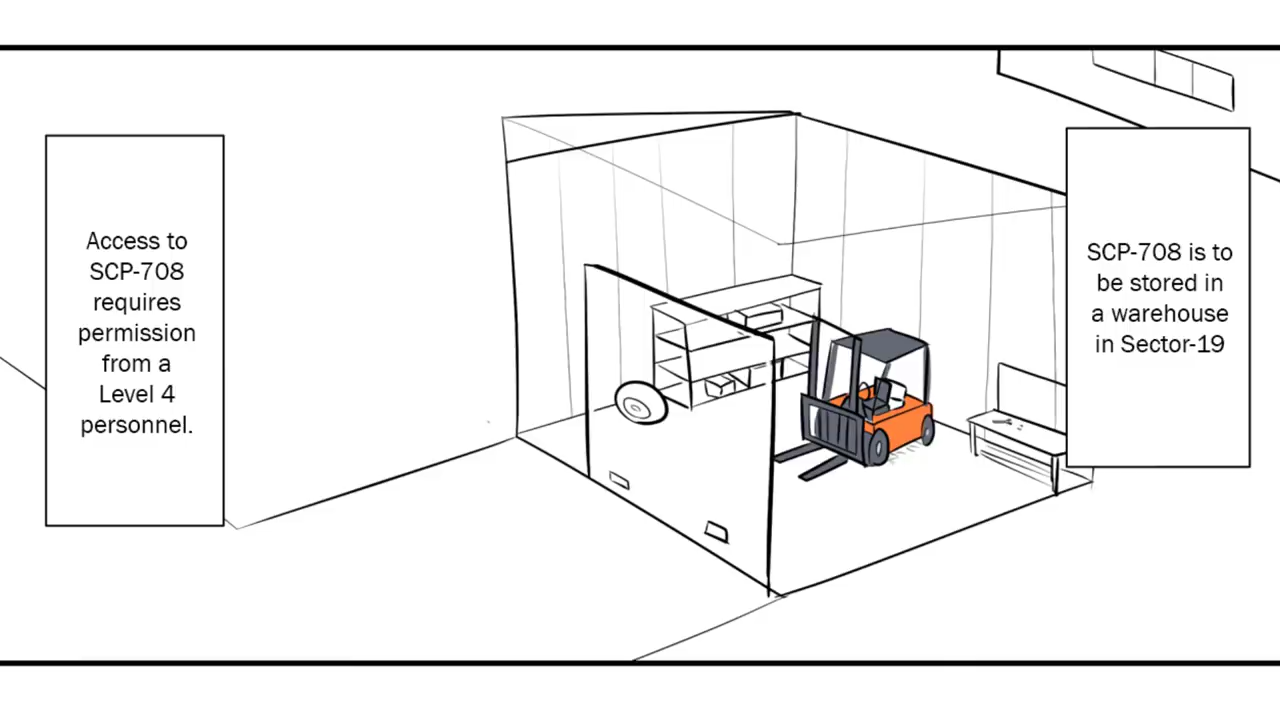 Access to
SCP-708
requires
permission
from a
Level 4
personnel.
SCP-708 is to
be stored in
a warehouse
in Sector-19